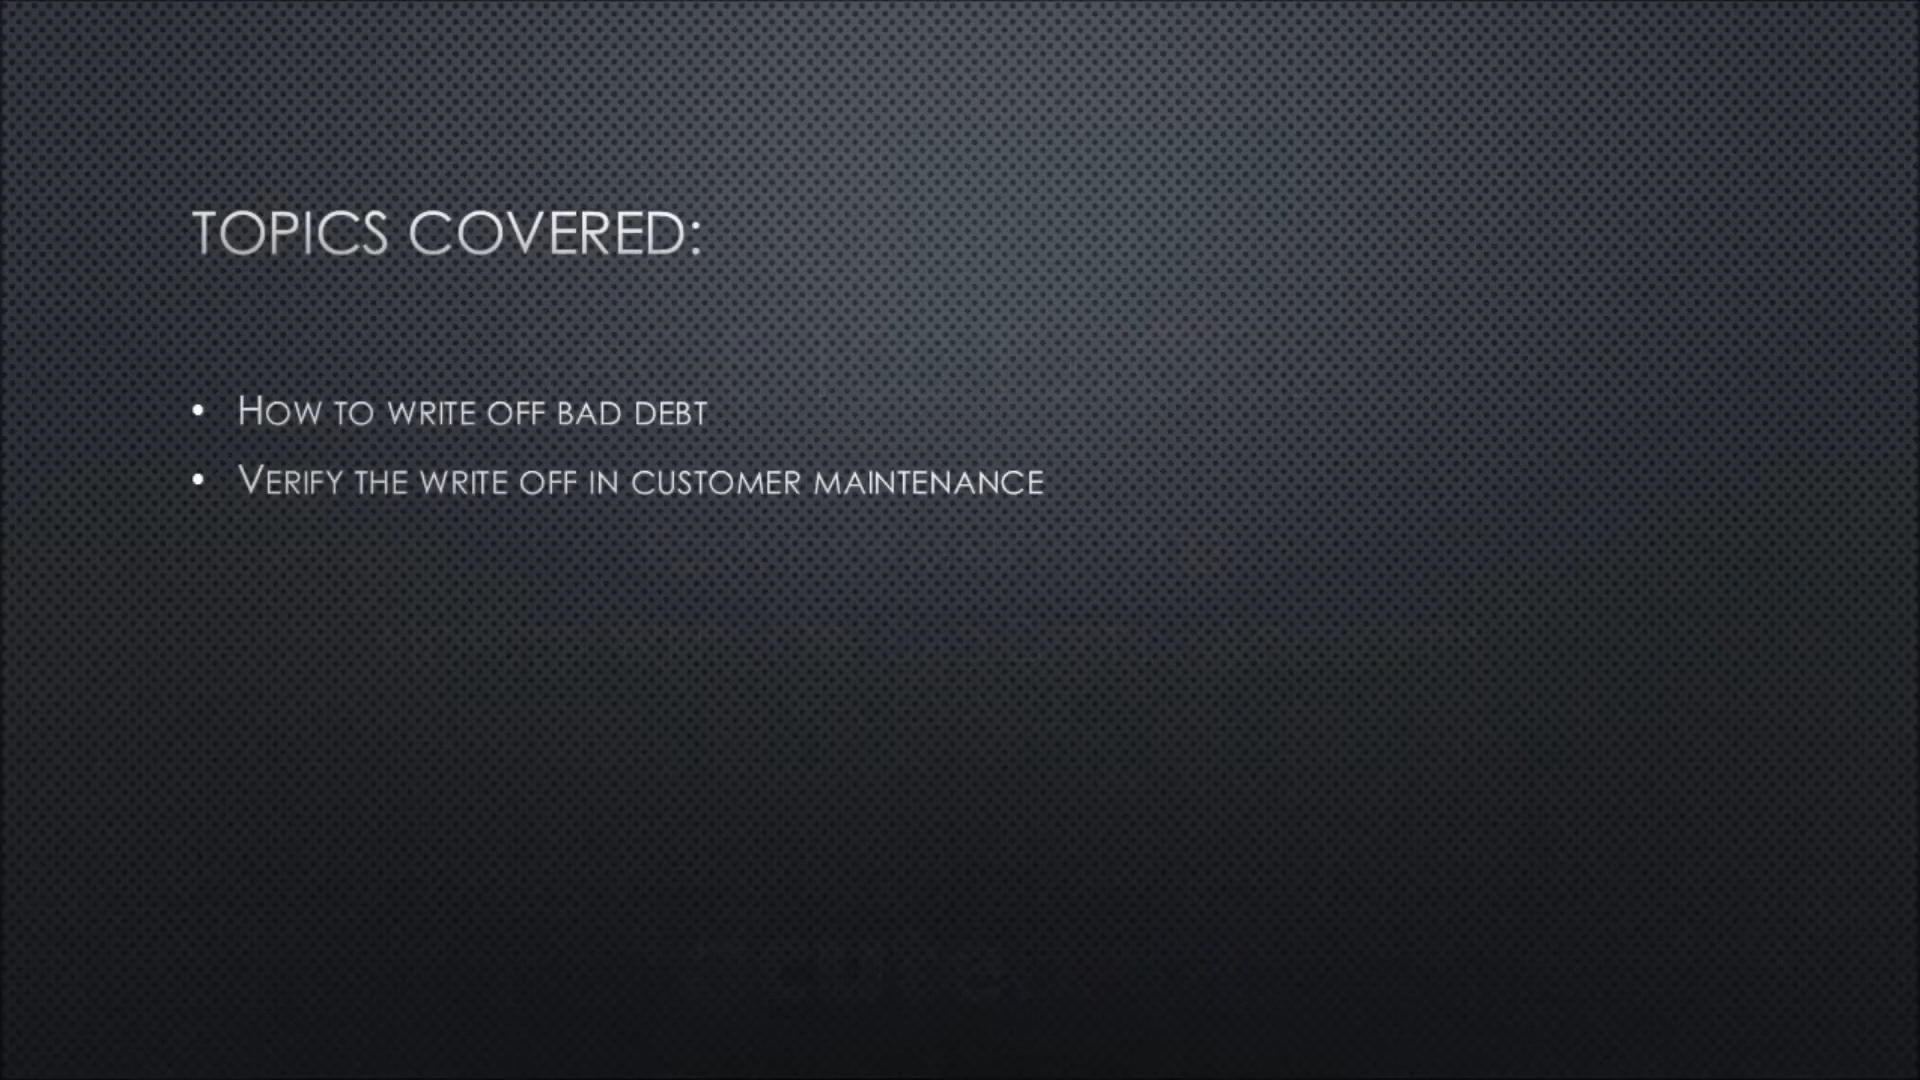 TOPICS COVERED:
• HOW TO WRITE OFF BAD DEBT
• VERIFY THE WRITE OFF IN CUSTOMER MAINTENANCE